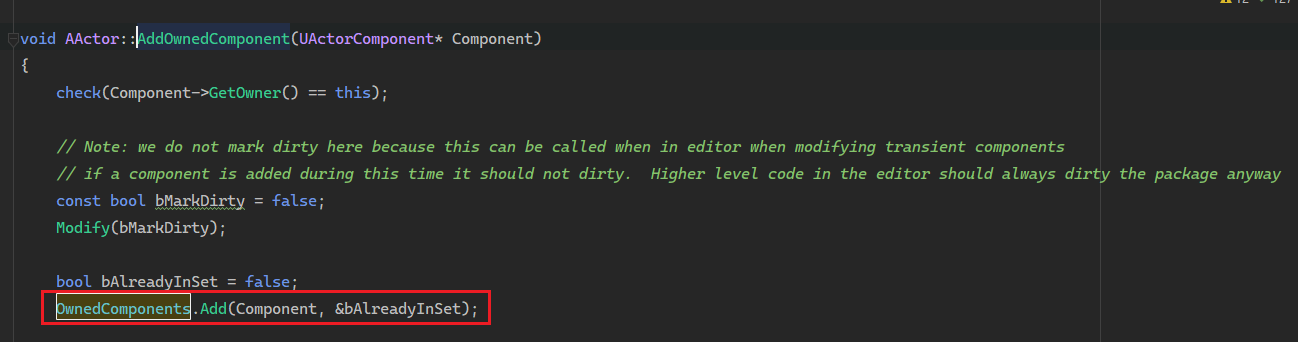 void AActor::AddOwnedComponent(UActorComponent* Component)
{
    check(Component->GetOwner() == this);
    // Note: we do not mark dirty here because this can be called when in editor when modifying transient components
    // if a component is added during this time it should not dirty.  Higher level code in the editor should always dirty the package anyway
    const bool bMarkDirty = false;
    Modify(bMarkDirty);
    bool bAlreadyInSet = false;
    OwnedComponents.Add(Component, &bAlreadyInSet);